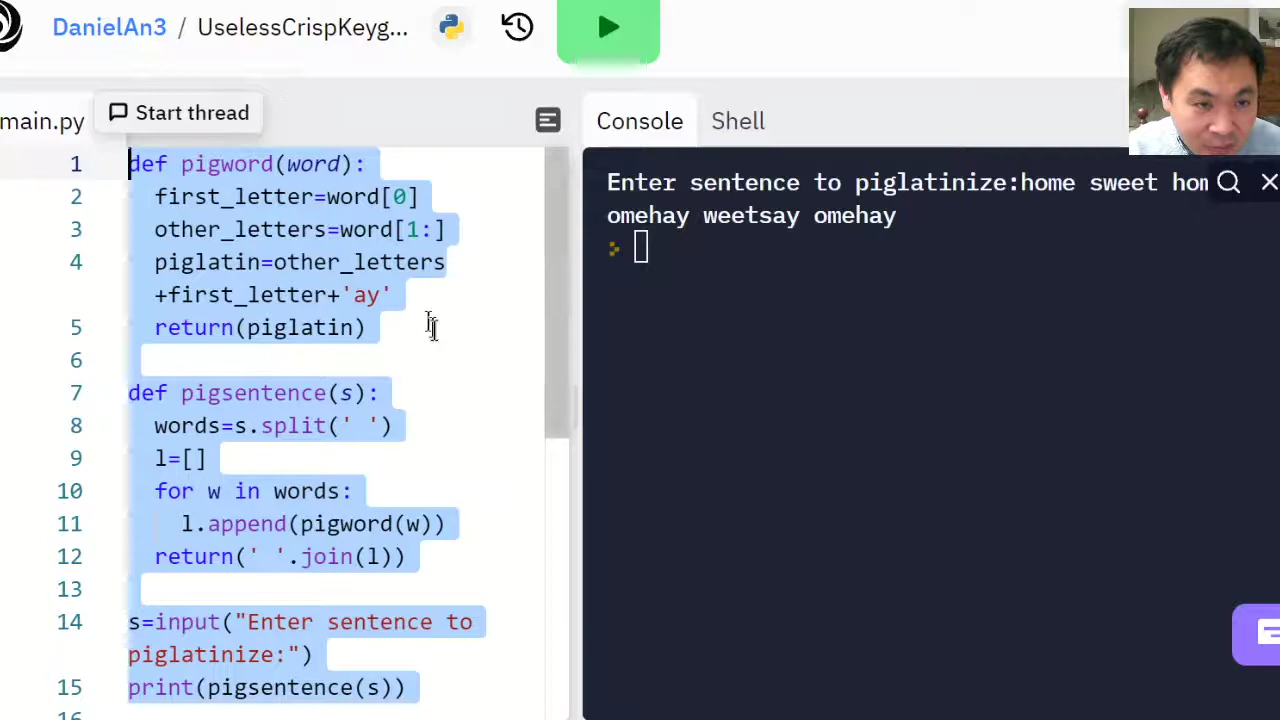 DanielAn3 / UselessCrispKeyg...
main.py
Start thread
Console Shell
1 def pigword(word):
2 first_letter=word[0]
3 other_letters=word[1:]
4 piglatin=other_letters
+first_letter+'ay'
5 return(piglatin)
6
7 def pigsentence(s):
8 words=s.split(' ')
9 l=[]
10 for w in words:
11 l.append(pigword(w))
12 return(' '.join(l))
13
14 s=input("Enter sentence to
piglatinize:")
15 print(pigsentence(s))
16
Enter sentence to piglatinize:home sweet hom
omehay weetsay omehay